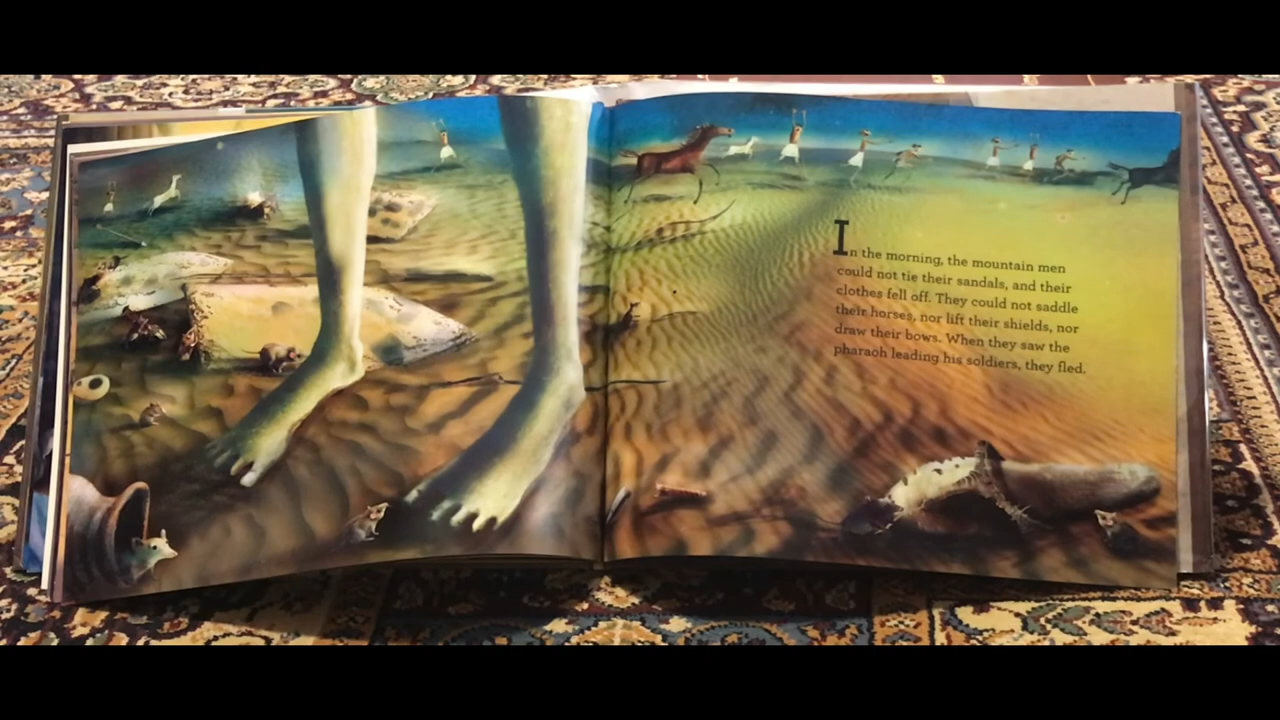 In the morning, the mountain men
could not tie their sandals, and their
clothes fell off. They could not saddle
their horses, nor lift their shields, nor
draw their bows. When they saw the
pharaoh leading his soldiers, they fled.